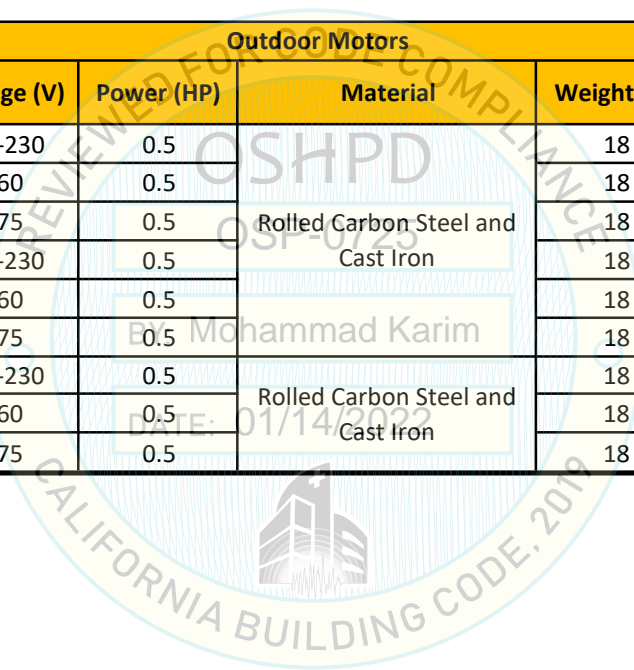 Outdoor Motors
ge (V) Power (HP) Material Weight
-230 0.5 18
60 0.5 18
75 0.5 Rolled Carbon Steel and 18
-230 0.5 Cast Iron 18
60 0.5 18
75 0.5 18
-230 0.5 Rolled Carbon Steel and 18
60 0.5 Cast Iron 18
75 0.5 18
REVIEWED FOR CODE COMPLIANCE
OSHPD
OSP-0725
BY: Mohammad Karim
DATE: 01/14/2022
CALIFORNIA BUILDING CODE, 2019